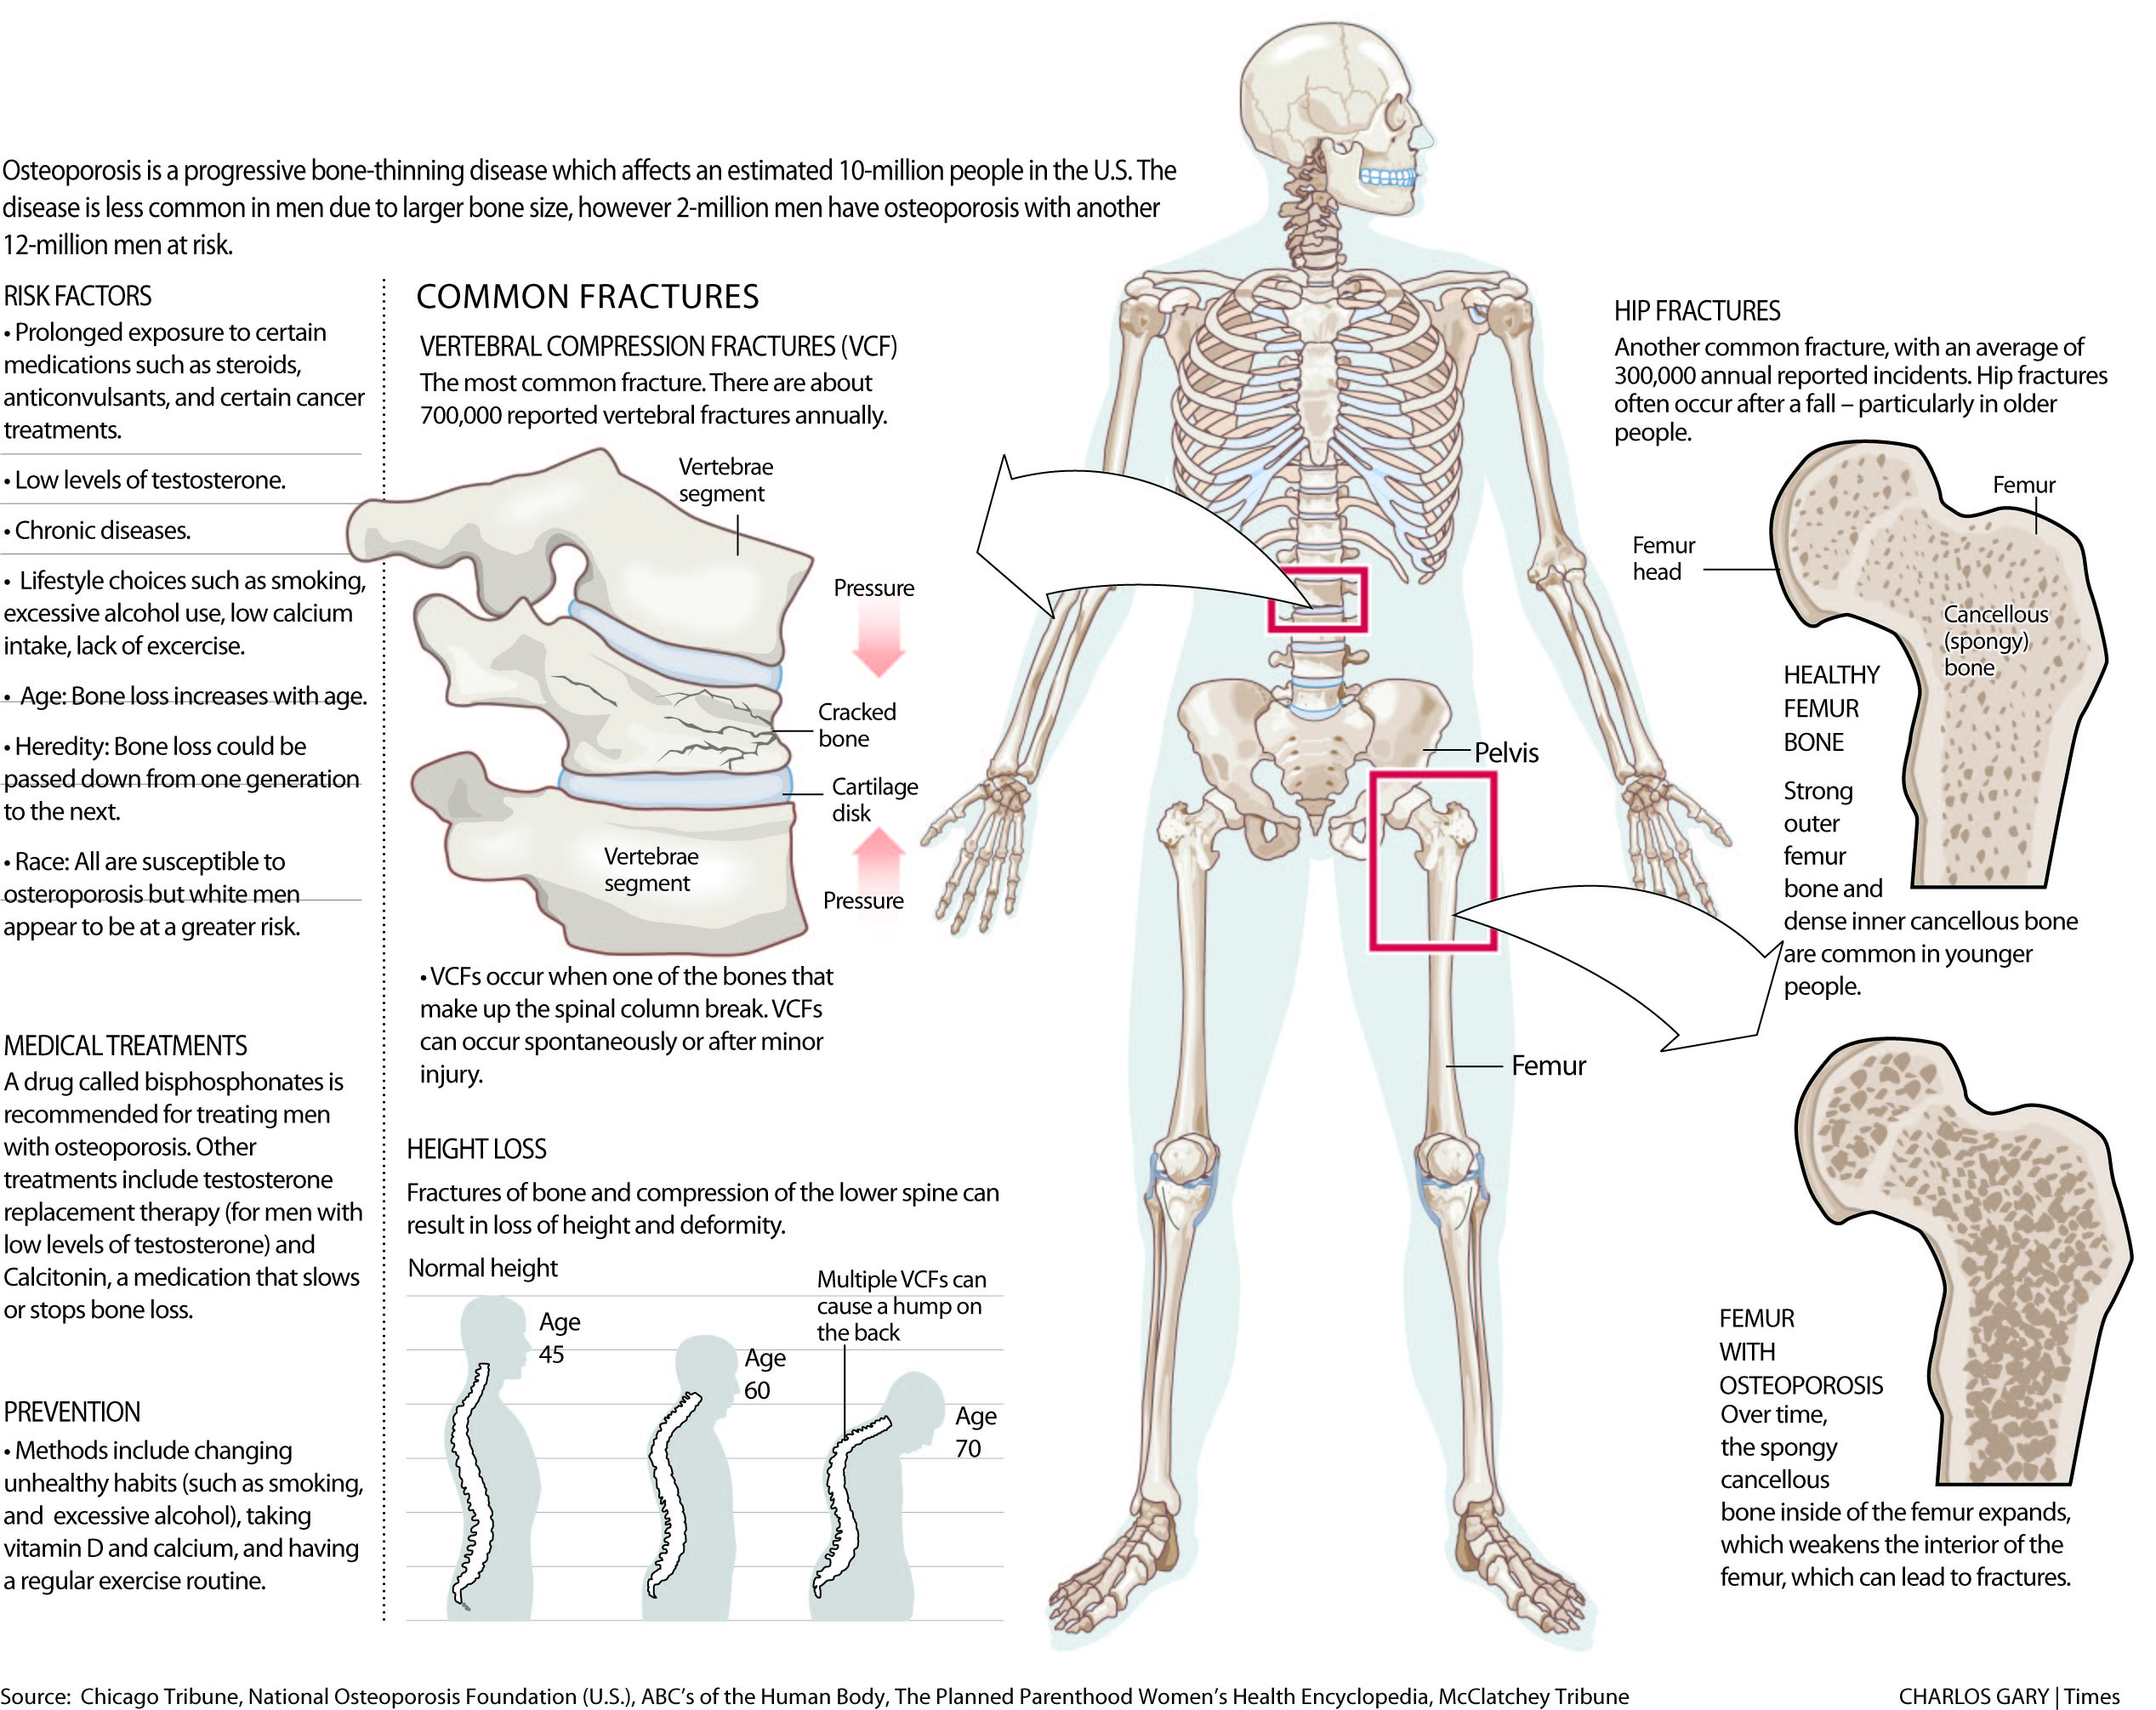 Osteoporosis is a progressive bone-thinning disease which affects an estimated 10-million people in the U.S. The
disease is less common in men due to larger bone size, however 2-million men have osteoporosis with another
12-million men at risk.
RISK FACTORS
• Prolonged exposure to certain
medications such as steroids,
anticonvulsants, and certain cancer
treatments.
• Low levels of testosterone.
• Chronic diseases.
• Lifestyle choices such as smoking,
excessive alcohol use, low calcium
intake, lack of excercise.
• Age: Bone loss increases with age.
• Heredity: Bone loss could be
passed down from one generation
to the next.
• Race: All are susceptible to
osteroporosis but white men
appear to be at a greater risk.
MEDICAL TREATMENTS
A drug called bisphosphonates is
recommended for treating men
with osteoporosis. Other
treatments include testosterone
replacement therapy (for men with
low levels of testosterone) and
Calcitonin, a medication that slows
or stops bone loss.
PREVENTION
• Methods include changing
unhealthy habits (such as smoking,
and excessive alcohol), taking
vitamin D and calcium, and having
a regular exercise routine.
COMMON FRACTURES
VERTEBRAL COMPRESSION FRACTURES (VCF)
The most common fracture. There are about
700,000 reported vertebral fractures annually.
Vertebrae
segment
Pressure
Cracked
bone
Cartilage
disk
Vertebrae
segment
Pressure
• VCFs occur when one of the bones that
make up the spinal column break. VCFs
can occur spontaneously or after minor
injury.
HEIGHT LOSS
Fractures of bone and compression of the lower spine can
result in loss of height and deformity.
Normal height
Multiple VCFs can
cause a hump on
the back
Age
45
Age
60
Age
70
Pelvis
Femur
HIP FRACTURES
Another common fracture, with an average of
300,000 annual reported incidents. Hip fractures
often occur after a fall – particularly in older
people.
Femur
Femur
head
Cancellous
(spongy)
bone
HEALTHY
FEMUR
BONE
Strong
outer
femur
bone and
dense inner cancellous bone
are common in younger
people.
FEMUR
WITH
OSTEOPOROSIS
Over time,
the spongy
cancellous
bone inside of the femur expands,
which weakens the interior of the
femur, which can lead to fractures.
Source: Chicago Tribune, National Osteoporosis Foundation (U.S.), ABC's of the Human Body, The Planned Parenthood Women's Health Encyclopedia, McClatchey Tribune
CHARLOS GARY | Times